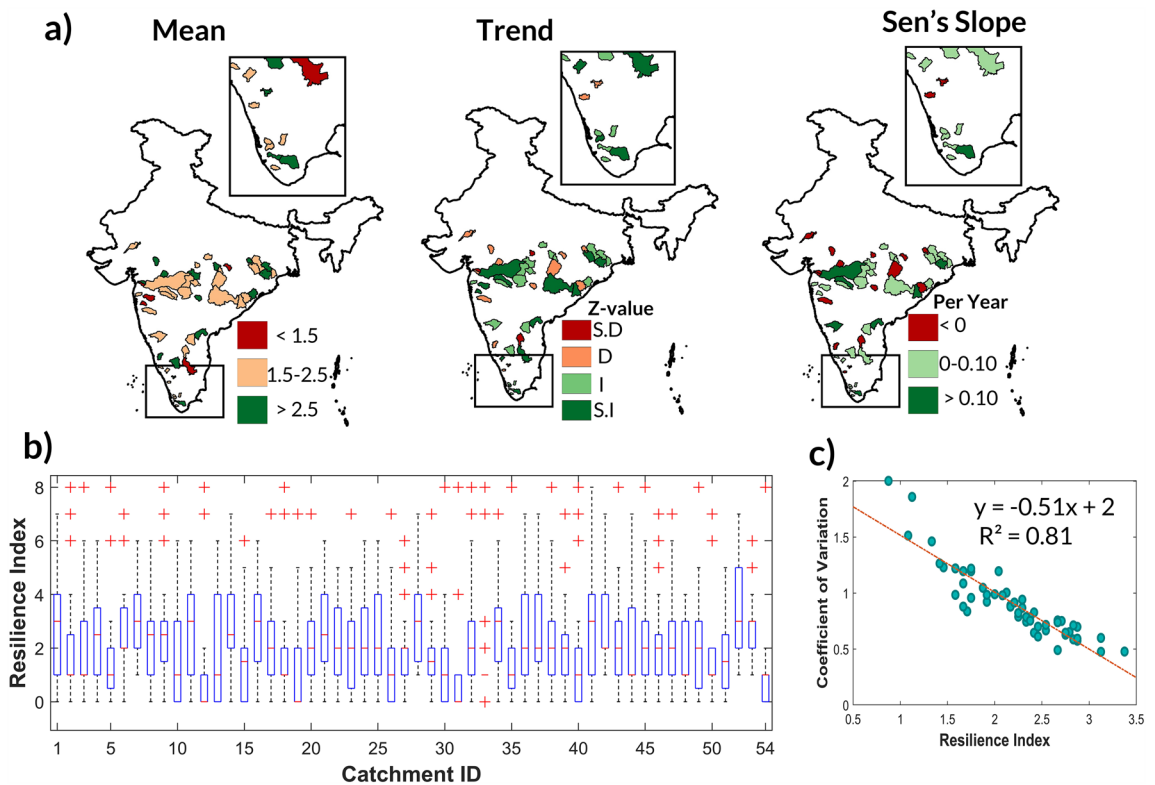 a)
Mean
Trend
Sen's Slope
< 1.5
1.5-2.5
> 2.5
Z-value
S.D
D
I
S.I
Per Year
< 0
0-0.10
> 0.10
b)
Resilience Index
8
6
4
2
0
1 5 10 15 20 25 30 35 40 45 50 54
Catchment ID
c)
Coefficient of Variation
2
1.5
1
0.5
0
y = -0.51x + 2
R² = 0.81
0.5 1 1.5 2 2.5 3 3.5
Resilience Index